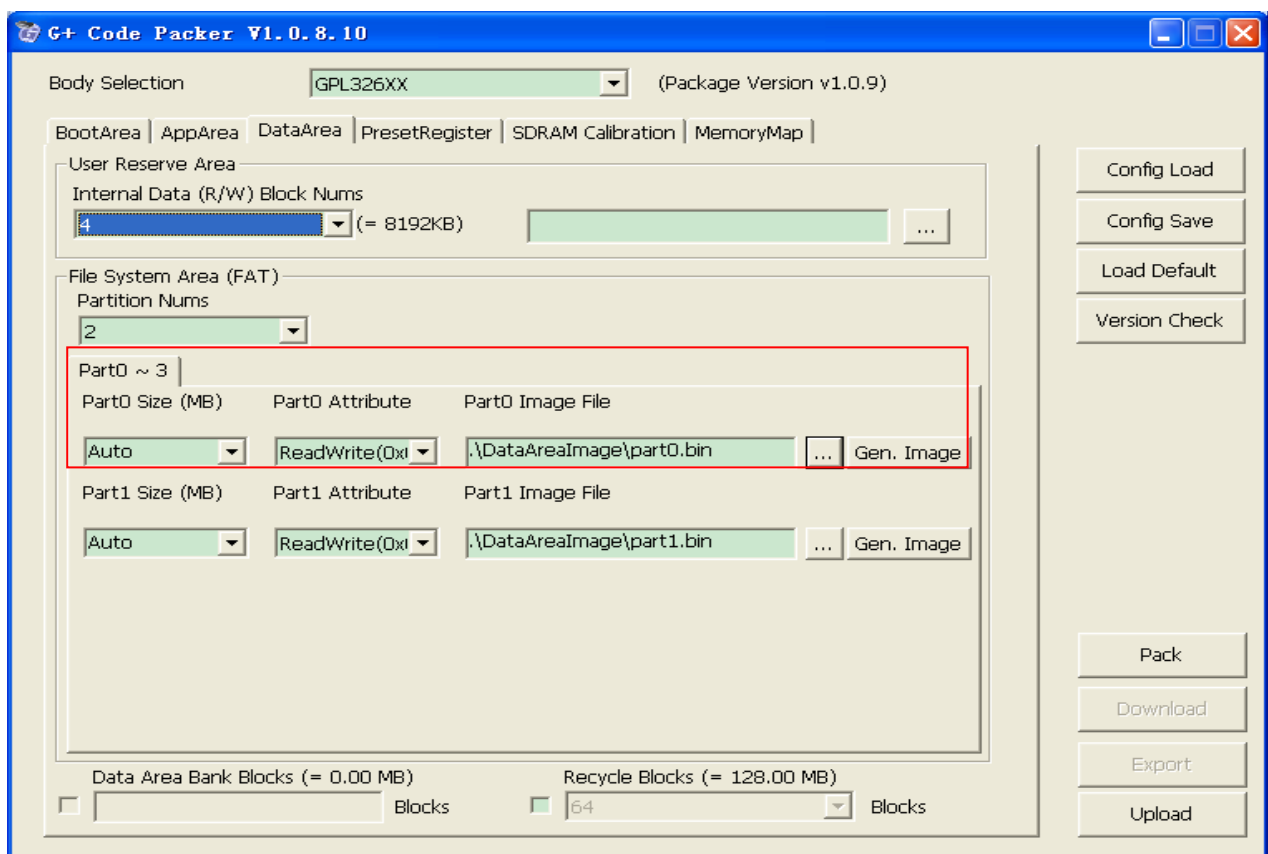 G+ Code Packer V1.0.8.10
Body Selection GPL326XX (Package Version v1.0.9)
BootArea AppArea DataArea PresetRegister SDRAM Calibration MemoryMap
User Reserve Area
Internal Data (R/W) Block Nums
4 (= 8192KB) ...
File System Area (FAT)
Partition Nums
2
Part0 ~ 3
Part0 Size (MB) Part0 Attribute Part0 Image File
Auto ReadWrite(0x .\DataAreaImage\part0.bin ... Gen. Image
Part1 Size (MB) Part1 Attribute Part1 Image File
Auto ReadWrite(0x .\DataAreaImage\part1.bin ... Gen. Image
Data Area Bank Blocks (= 0.00 MB) Recycle Blocks (= 128.00 MB)
Blocks 64 Blocks
Config Load
Config Save
Load Default
Version Check
Pack
Download
Export
Upload